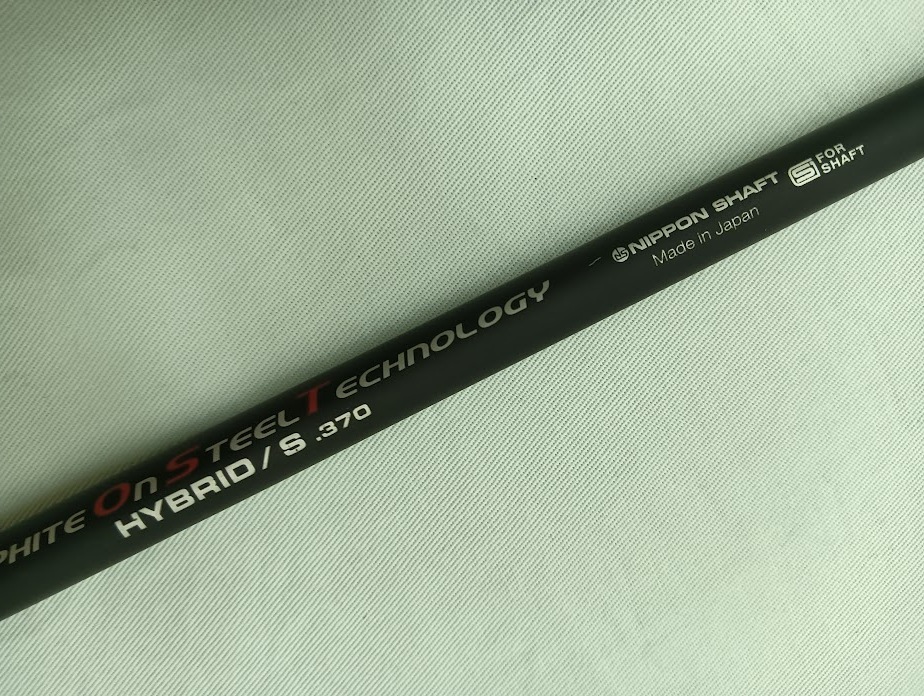 PHITE On STEEL TECHNOLOGY
HYBRID / S .370
NIPPON SHAFT
Made in Japan
S FOR
SHAFT